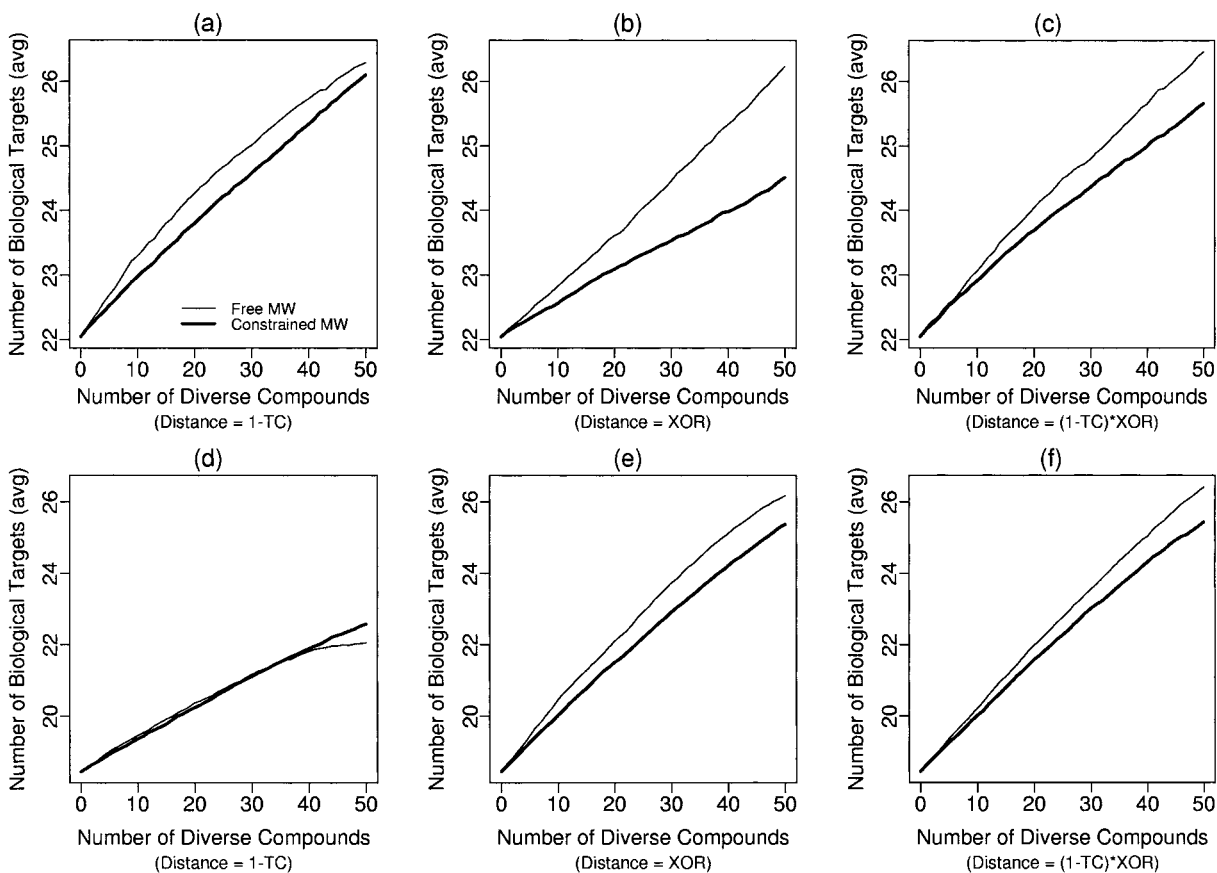 (a)
Number of Biological Targets (avg)
26
25
24
23
22
Free MW
Constrained MW
0 10 20 30 40 50
Number of Diverse Compounds
(Distance = 1-TC)
(b)
Number of Biological Targets (avg)
26
25
24
23
22
0 10 20 30 40 50
Number of Diverse Compounds
(Distance = XOR)
(c)
Number of Biological Targets (avg)
26
25
24
23
22
0 10 20 30 40 50
Number of Diverse Compounds
(Distance = (1-TC)*XOR)
(d)
Number of Biological Targets (avg)
26
24
22
20
0 10 20 30 40 50
Number of Diverse Compounds
(Distance = 1-TC)
(e)
Number of Biological Targets (avg)
26
24
22
20
0 10 20 30 40 50
Number of Diverse Compounds
(Distance = XOR)
(f)
Number of Biological Targets (avg)
26
24
22
20
0 10 20 30 40 50
Number of Diverse Compounds
(Distance = (1-TC)*XOR)